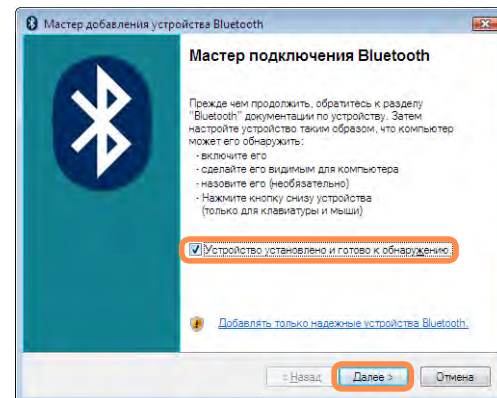 Мастер добавления устройства Bluetooth
Мастер подключения Bluetooth
Прежде чем продолжить, обратитесь к разделу
"Bluetooth" документации по устройству. Затем
настройте устройство таким образом, что компьютер
может его обнаружить:
- включите его
- сделайте его видимым для компьютера
- назовите его (необязательно)
- Нажмите кнопку снизу устройства
(только для клавиатуры и мыши)
Устройство установлено и готово к обнаружению.
Добавлять только надежные устройства Bluetooth.
< Назад Далее > Отмена